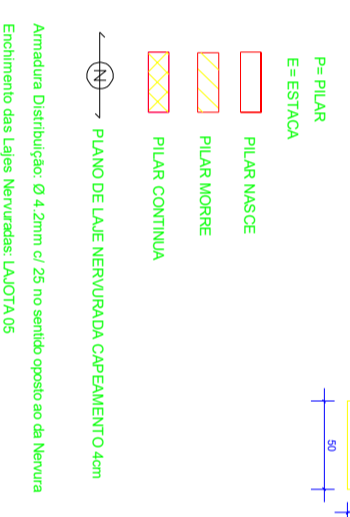 P= PILAR
E= ESTACA
PILAR NASCE
PILAR MORRE
PILAR CONTINUA
N PLANO DE LAJE NERVURADA CAPEAMENTO 4cm
Armadura Distribuição: Ø 4.2mm c/ 25 no sentido oposto ao da Nervura
Enchimento das Lajes Nervuradas: LAJOTA 05
50